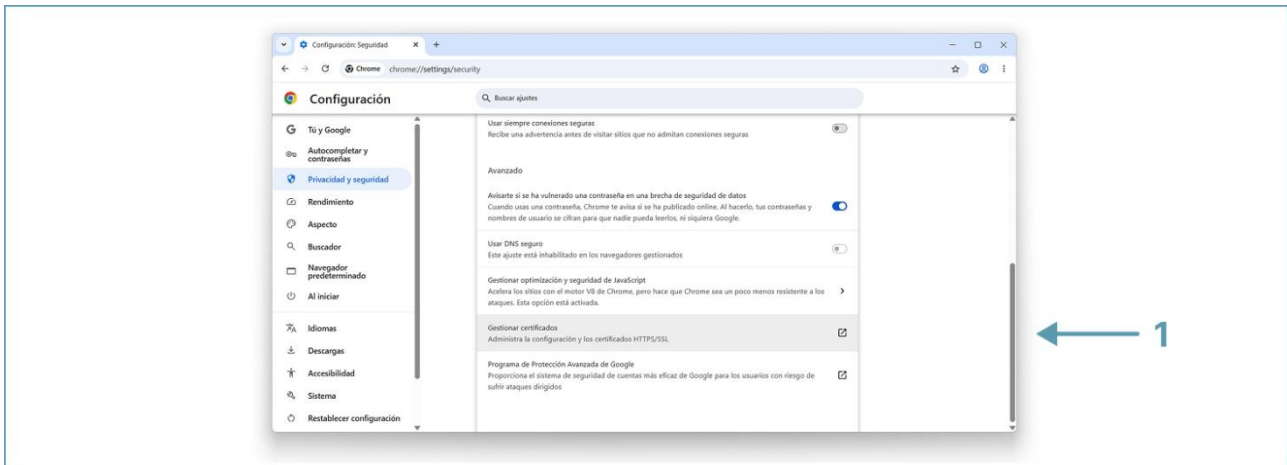 Configuración: Seguridad
Chrome chrome://settings/security
Configuración
Buscar ajustes
Tú y Google
Autocompletar y
contraseñas
Privacidad y seguridad
Rendimiento
Aspecto
Buscador
Navegador
predeterminado
Al iniciar
Idiomas
Descargas
Accesibilidad
Sistema
Restablecer configuración
Usar siempre conexiones seguras
Recibe una advertencia antes de visitar sitios que no admitan conexiones seguras
Avanzado
Avisarte si se ha vulnerado una contraseña en una brecha de seguridad de datos
Cuando usas una contraseña, Chrome te avisa si se ha publicado online. Al hacerlo, tus contraseñas y
nombres de usuario se cifran para que nadie pueda leerlos, ni siquiera Google.
Usar DNS seguro
Este ajuste está inhabilitado en los navegadores gestionados
Gestionar optimización y seguridad de JavaScript
Acelera los sitios con el motor V8 de Chrome, pero hace que Chrome sea un poco menos resistente a los
ataques. Esta opción está activada.
Gestionar certificados
Administra la configuración y los certificados HTTPS/SSL
Programa de Protección Avanzada de Google
Proporciona el sistema de seguridad de cuentas más eficaz de Google para los usuarios con riesgo de
sufrir ataques dirigidos
1